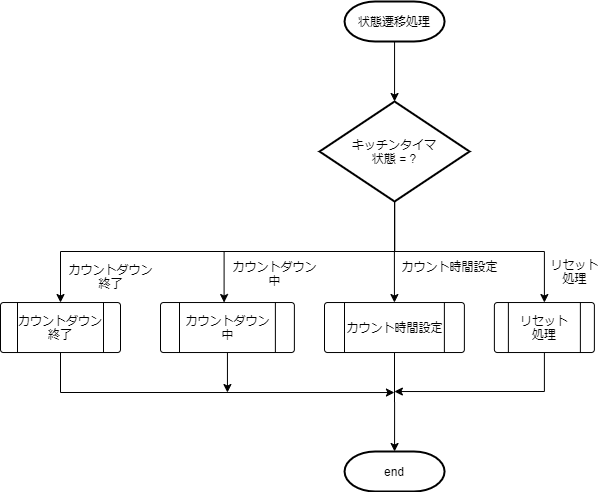 状態遷移処理
キッチンタイマ
状態 = ?
カウントダウン
終了
カウントダウン
中
カウント時間設定
リセット
処理
カウントダウン
終了
カウントダウン
中
カウント時間設定
リセット
処理
end